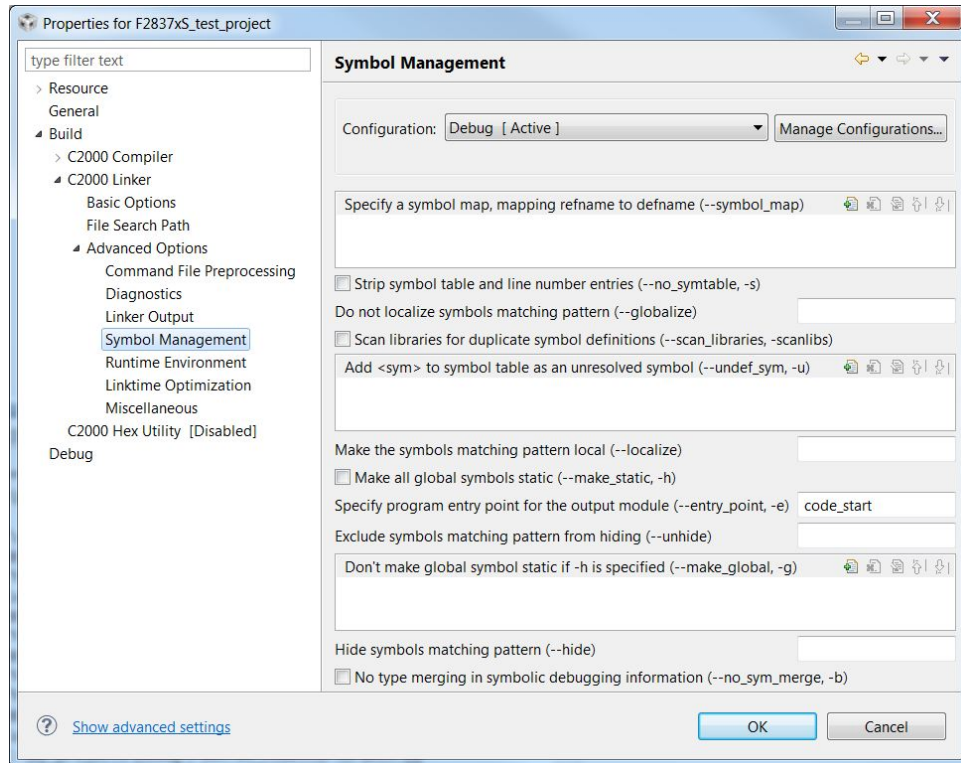 Properties for F2837xS_test_project
type filter text
Resource
General
Build
C2000 Compiler
C2000 Linker
Basic Options
File Search Path
Advanced Options
Command File Preprocessing
Diagnostics
Linker Output
Symbol Management
Runtime Environment
Linktime Optimization
Miscellaneous
C2000 Hex Utility [Disabled]
Debug
Symbol Management
Configuration: Debug [ Active ] Manage Configurations...
Specify a symbol map, mapping refname to defname (--symbol_map)
Strip symbol table and line number entries (--no_symtable, -s)
Do not localize symbols matching pattern (--globalize)
Scan libraries for duplicate symbol definitions (--scan_libraries, -scanlibs)
Add <sym> to symbol table as an unresolved symbol (--undef_sym, -u)
Make the symbols matching pattern local (--localize)
Make all global symbols static (--make_static, -h)
Specify program entry point for the output module (--entry_point, -e) code_start
Exclude symbols matching pattern from hiding (--unhide)
Don't make global symbol static if -h is specified (--make_global, -g)
Hide symbols matching pattern (--hide)
No type merging in symbolic debugging information (--no_sym_merge, -b)
? Show advanced settings
OK Cancel